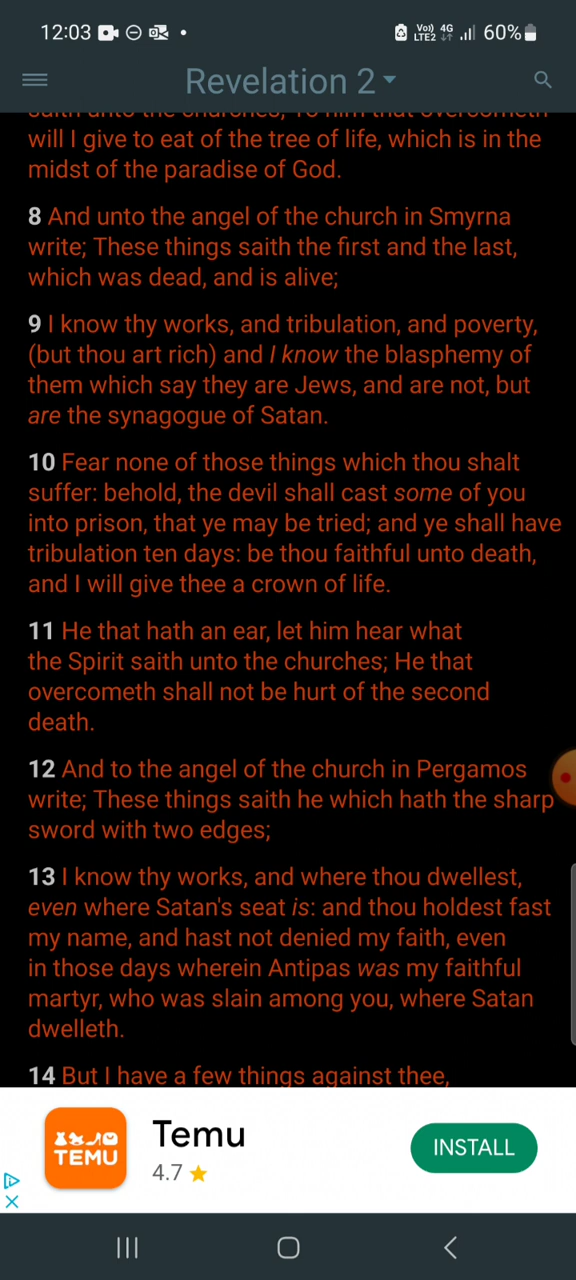 12:03
Vo)) 4G
LTE2
60%
Revelation 2
saith unto the churches; To him that overcometh
will I give to eat of the tree of life, which is in the
midst of the paradise of God.
8 And unto the angel of the church in Smyrna
write; These things saith the first and the last,
which was dead, and is alive;
9 I know thy works, and tribulation, and poverty,
(but thou art rich) and I know the blasphemy of
them which say they are Jews, and are not, but
are the synagogue of Satan.
10 Fear none of those things which thou shalt
suffer: behold, the devil shall cast some of you
into prison, that ye may be tried; and ye shall have
tribulation ten days: be thou faithful unto death,
and I will give thee a crown of life.
11 He that hath an ear, let him hear what
the Spirit saith unto the churches; He that
overcometh shall not be hurt of the second
death.
12 And to the angel of the church in Pergamos
write; These things saith he which hath the sharp
sword with two edges;
13 I know thy works, and where thou dwellest,
even where Satan's seat is: and thou holdest fast
my name, and hast not denied my faith, even
in those days wherein Antipas was my faithful
martyr, who was slain among you, where Satan
dwelleth.
14 But I have a few things against thee,
TEMU
Temu
4.7
INSTALL